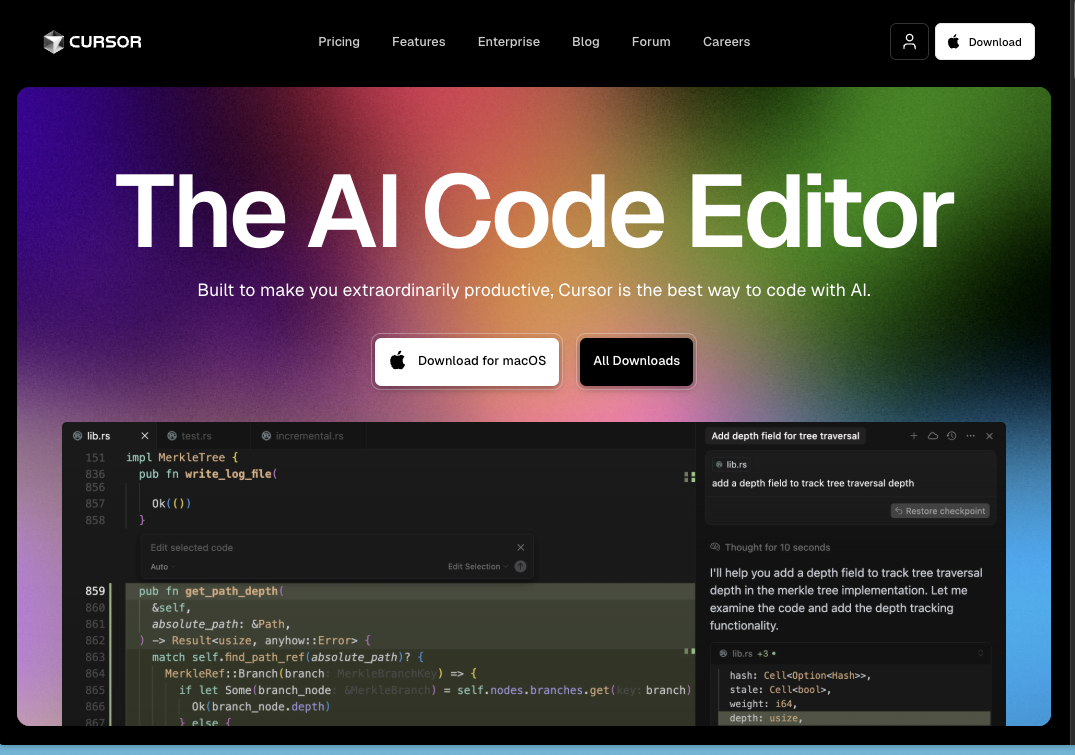 CURSOR
Pricing Features Enterprise Blog Forum Careers
Download
The AI Code Editor
Built to make you extraordinarily productive, Cursor is the best way to code with AI.
Download for macOS
All Downloads
lib.rs test.rs incremental.rs
151 impl MerkleTree {
836 pub fn write_log_file(
856
857 Ok(())
858 }
Edit selected code
Auto
Edit Selection
859 pub fn get_path_depth(
860 &self,
861 absolute_path: &Path,
862 ) -> Result<usize, anyhow::Error> {
863 match self.find_path_ref(absolute_path)? {
864 MerkleRef::Branch(branch: MerkleBranchKey) => {
865 if let Some(branch_node: &MerkleBranch) = self.nodes.branches.get(key: branch)
866 Ok(branch_node.depth)
867 } else {
Add depth field for tree traversal
lib.rs
add a depth field to track tree traversal depth
Restore checkpoint
Thought for 10 seconds
I'll help you add a depth field to track tree traversal
depth in the merkle tree implementation. Let me
examine the code and add the depth tracking
functionality.
lib.rs +3
hash: Cell<Option<Hash>>,
stale: Cell<bool>,
weight: i64,
depth: usize,